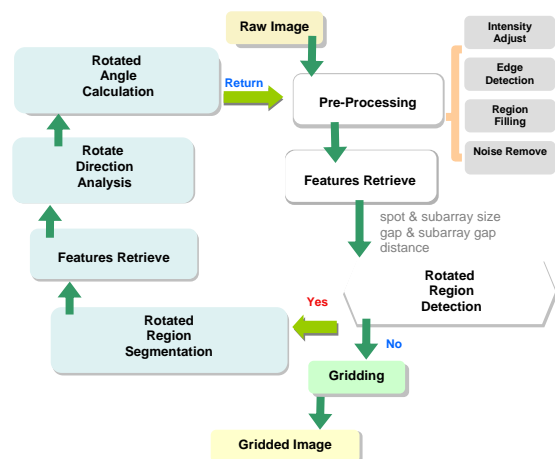 Raw Image
Intensity
Adjust
Edge
Detection
Region
Filling
Noise Remove
Rotated
Angle
Calculation
Return
Pre-Processing
Rotate
Direction
Analysis
Features Retrieve
spot & subarray size
gap & subarray gap
distance
Features Retrieve
Rotated
Region
Detection
Yes
Rotated
Region
Segmentation
No
Gridding
Gridded Image